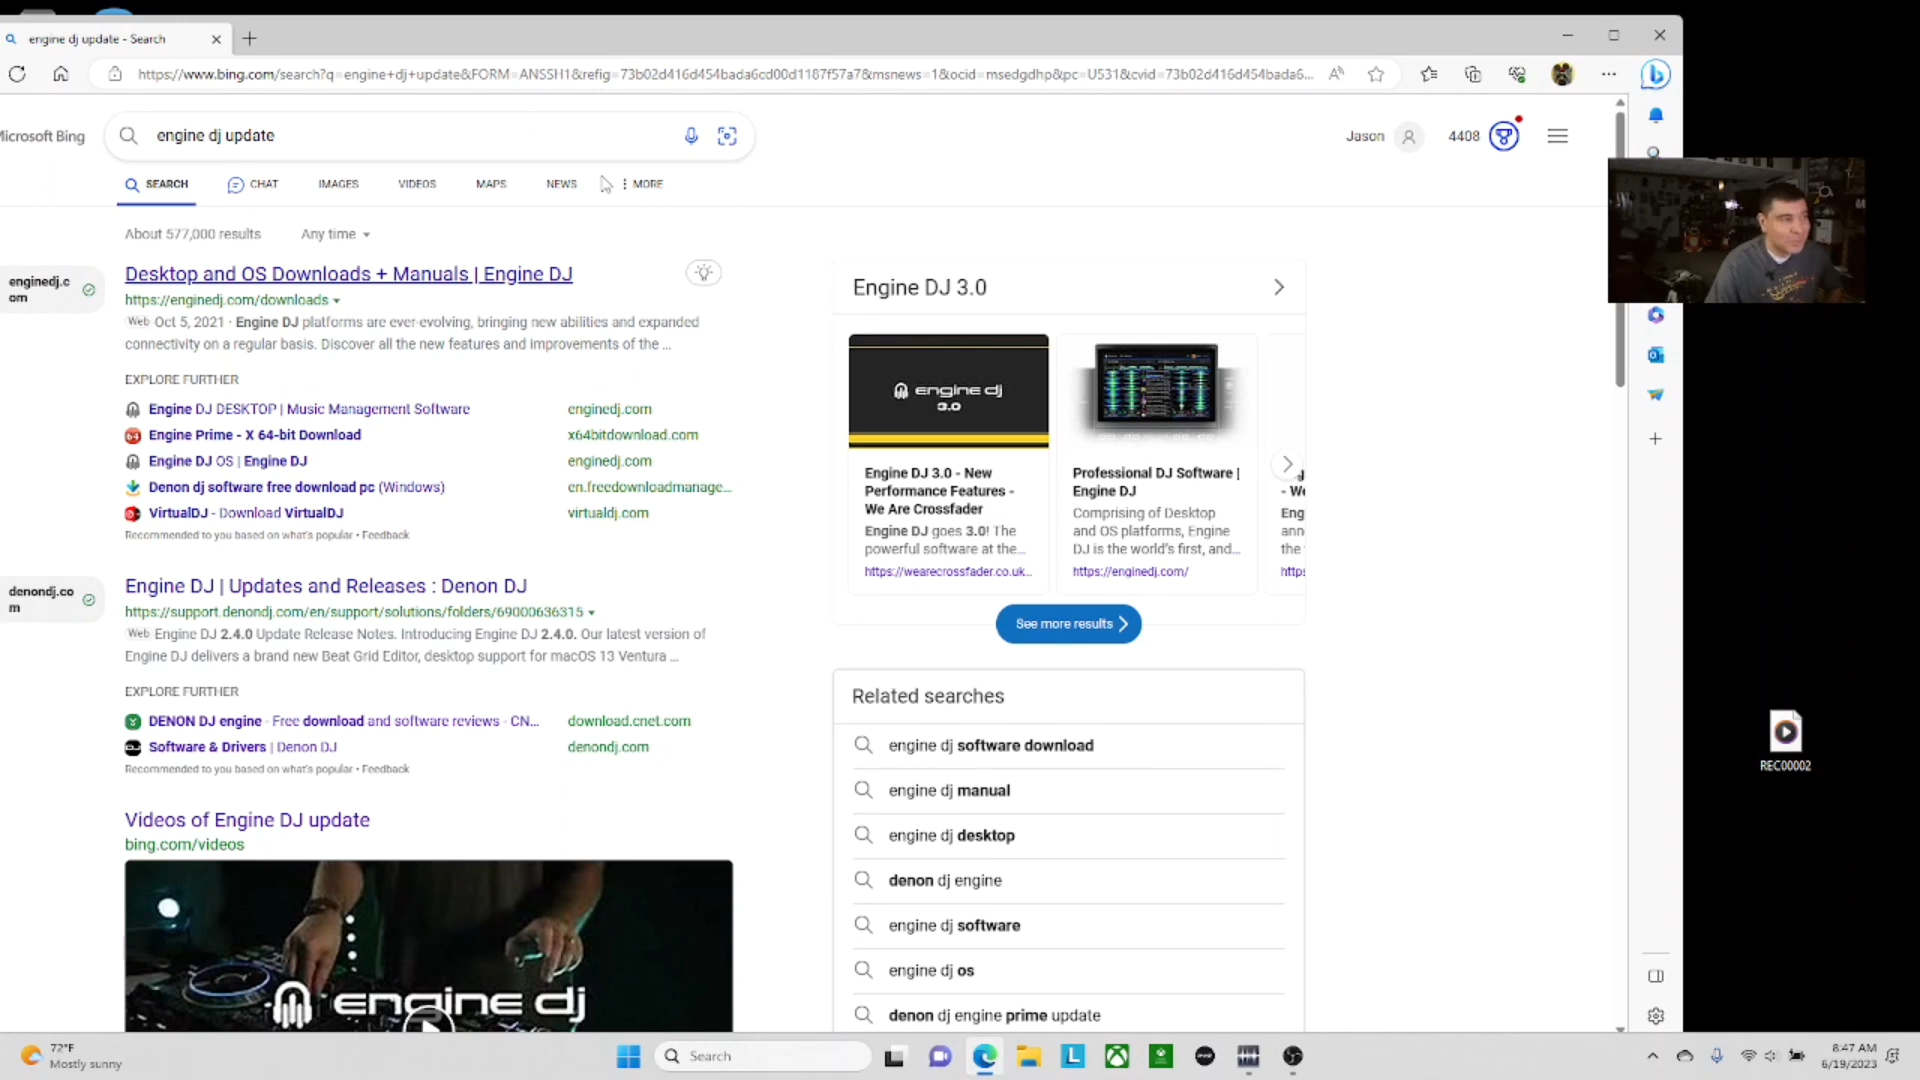 engine dj update - Search
https://www.bing.com/search?q=engine+dj+update&FORM=ANSSH1&refig=73b02d416d454bada6cd00d1187f57a7&msnews=1&ocid=msedgdhp&pc=U531&cvid=73b02d416d454bada6...
Microsoft Bing
engine dj update
Jason
4408
SEARCH
CHAT
IMAGES
VIDEOS
MAPS
NEWS
MORE
About 577,000 results
Any time
enginedj.c
om
Desktop and OS Downloads + Manuals | Engine DJ
https://enginedj.com/downloads
Web Oct 5, 2021 · Engine DJ platforms are ever-evolving, bringing new abilities and expanded
connectivity on a regular basis. Discover all the new features and improvements of the ...
EXPLORE FURTHER
Engine DJ DESKTOP | Music Management Software enginedj.com
Engine Prime - X 64-bit Download x64bitdownload.com
Engine DJ OS | Engine DJ enginedj.com
Denon dj software free download pc (Windows) en.freedownloadmanage...
VirtualDJ - Download VirtualDJ virtualdj.com
Recommended to you based on what's popular • Feedback
denondj.co
m
Engine DJ | Updates and Releases : Denon DJ
https://support.denondj.com/en/support/solutions/folders/69000636315
Web Engine DJ 2.4.0 Update Release Notes. Introducing Engine DJ 2.4.0. Our latest version of
Engine DJ delivers a brand new Beat Grid Editor, desktop support for macOS 13 Ventura ...
EXPLORE FURTHER
DENON DJ engine - Free download and software reviews - CN... download.cnet.com
Software & Drivers | Denon DJ denondj.com
Recommended to you based on what's popular • Feedback
Videos of Engine DJ update
bing.com/videos
engine dj
Engine DJ 3.0
engine dj
3.0
Engine DJ 3.0 - New
Performance Features -
We Are Crossfader
Engine DJ goes 3.0! The
powerful software at the...
https://wearecrossfader.co.uk...
Professional DJ Software |
Engine DJ
Comprising of Desktop
and OS platforms, Engine
DJ is the world's first, and...
https://enginedj.com/
- We
Eng
ann
the
https
See more results
Related searches
engine dj software download
engine dj manual
engine dj desktop
denon dj engine
engine dj software
engine dj os
denon dj engine prime update
REC00002
72°F
Mostly sunny
Search
8:47 AM
6/19/2023